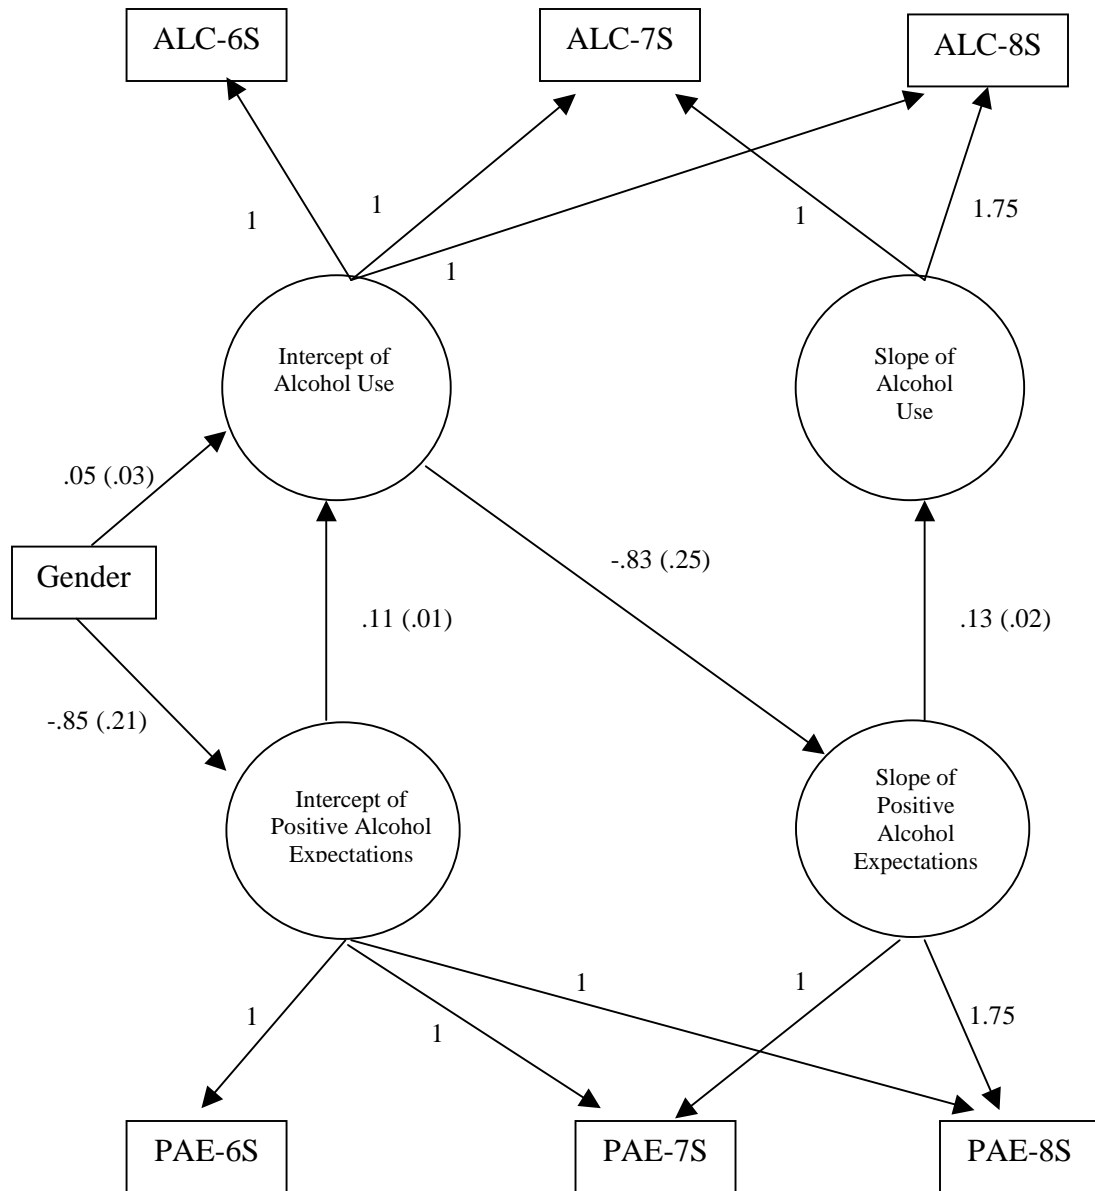 ALC-6S
ALC-7S
ALC-8S
1
1
1
1
1.75
Intercept of
Alcohol Use
Slope of
Alcohol
Use
.05 (.03)
Gender
-.83 (.25)
.11 (.01)
.13 (.02)
-.85 (.21)
Intercept of
Positive Alcohol
Expectations
Slope of
Positive
Alcohol
Expectations
1
1
1
1
1.75
PAE-6S
PAE-7S
PAE-8S